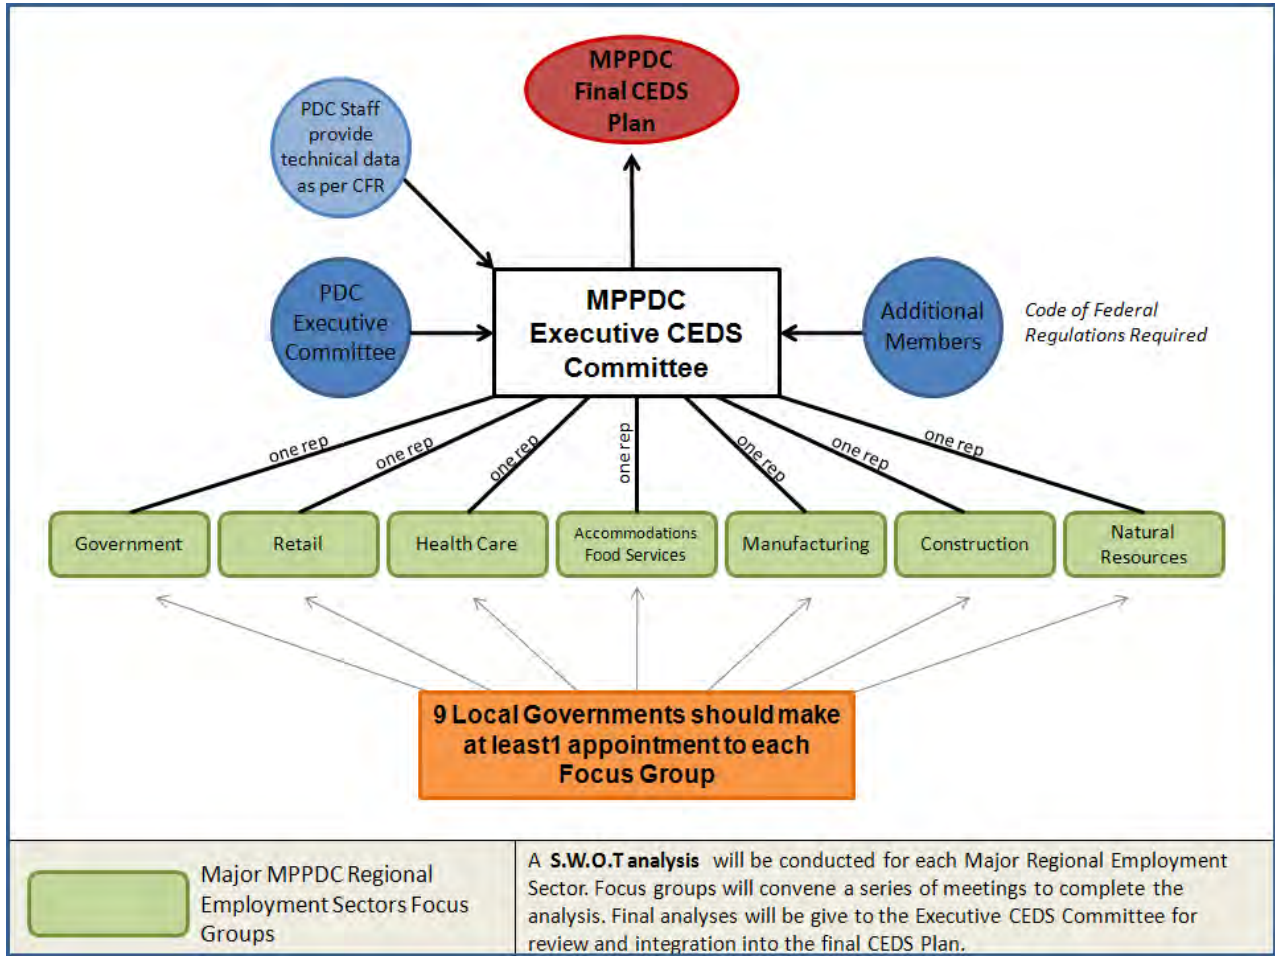 MPPDC
Final CEDS
Plan
PDC Staff
provide
technical data
as per CFR
PDC
Executive
Committee
MPPDC
Executive CEDS
Committee
Additional
Members
Code of Federal
Regulations Required
one rep
one rep
one rep
one rep
one rep
one rep
one rep
Government
Retail
Health Care
Accommodations
Food Services
Manufacturing
Construction
Natural
Resources
9 Local Governments should make
at least1 appointment to each
Focus Group
Major MPPDC Regional
Employment Sectors Focus
Groups
A S.W.O.T analysis will be conducted for each Major Regional Employment
Sector. Focus groups will convene a series of meetings to complete the
analysis. Final analyses will be give to the Executive CEDS Committee for
review and integration into the final CEDS Plan.